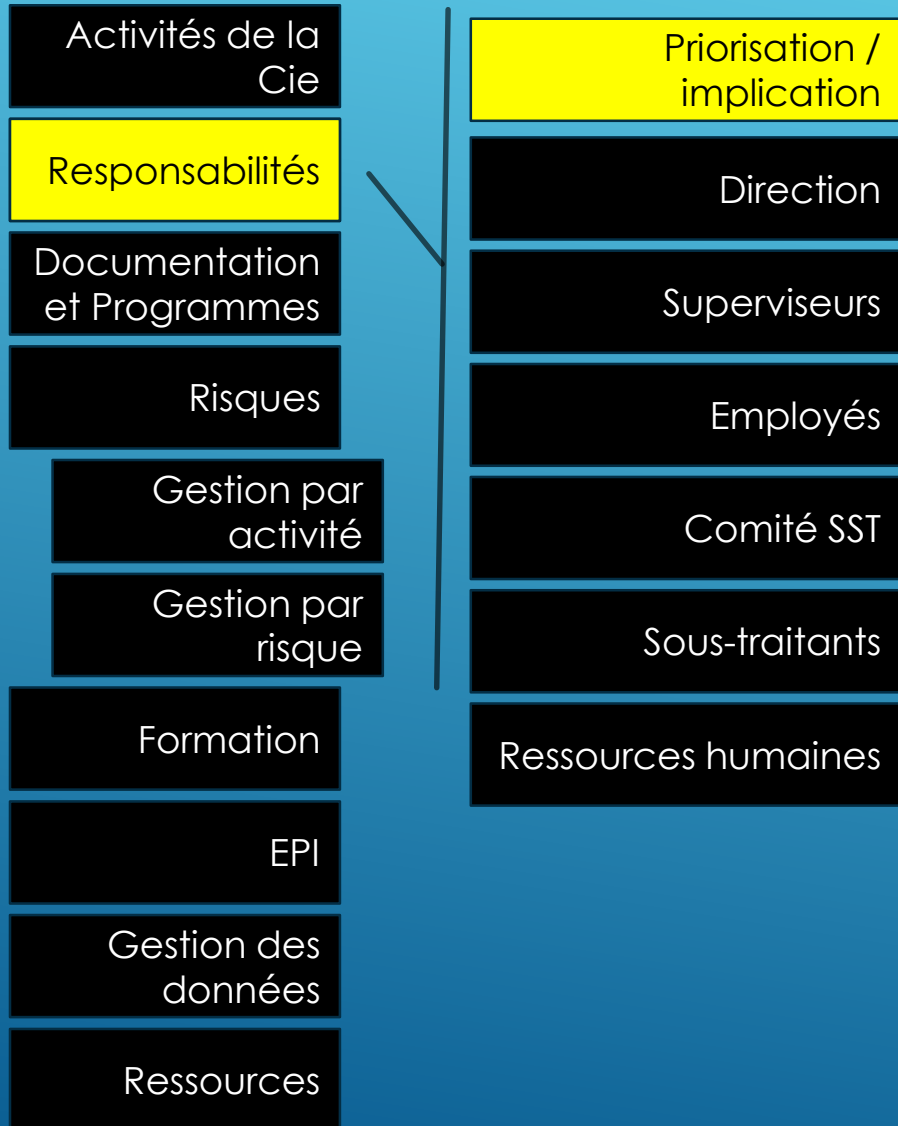 Activités de la
Cie
Responsabilités
Documentation
et Programmes
Risques
Gestion par
activité
Gestion par
risque
Formation
EPI
Gestion des
données
Ressources
Priorisation /
implication
Direction
Superviseurs
Employés
Comité SST
Sous-traitants
Ressources humaines